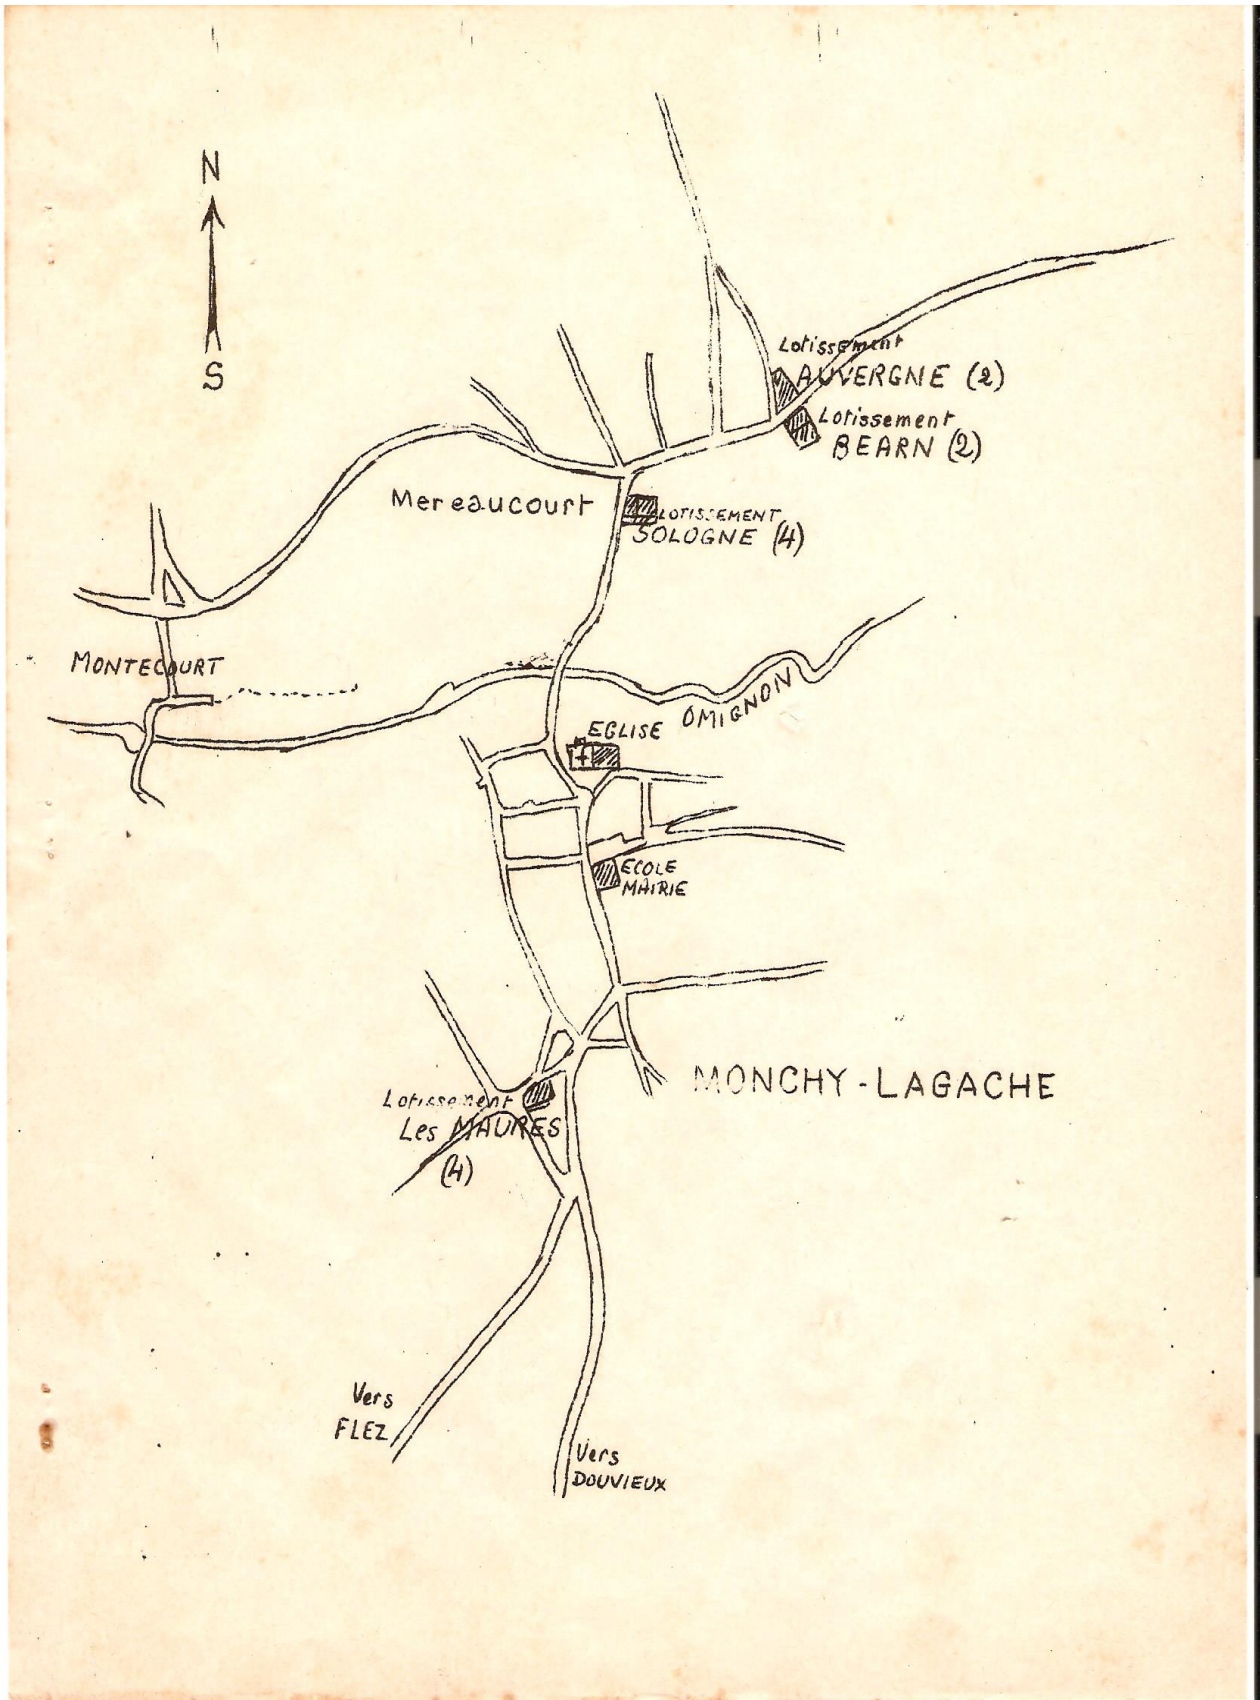 N
S
Lotissement
AUVERGNE (2)
Lotissement
BEARN (2)
Mereaucourt
LOTISSEMENT
SOLOGNE (4)
MONTECOURT
OMIGNON
EGLISE
ECOLE
MAIRIE
MONCHY-LAGACHE
Lotissement
Les MAURES
(4)
Vers
FLEZ
Vers
DOUVIEUX